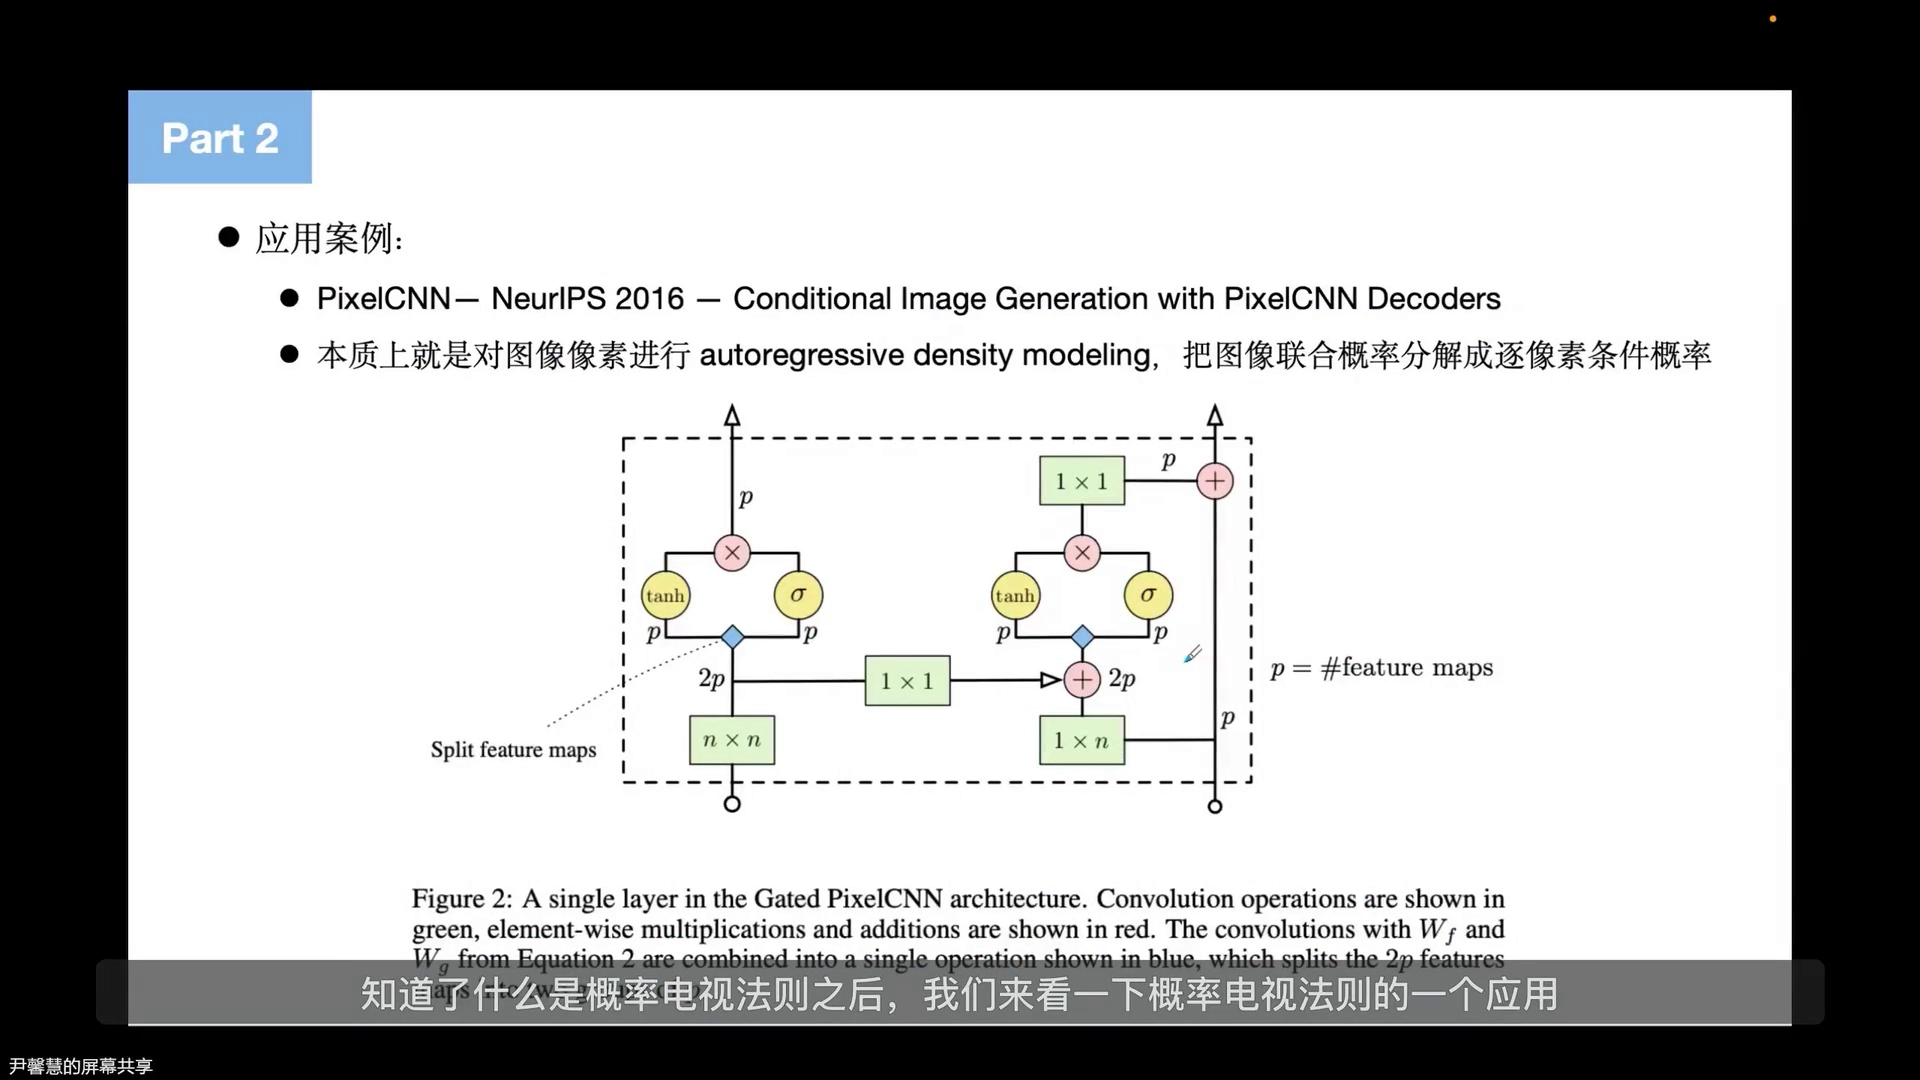 Part 2
应用案例：
PixelCNN— NeurIPS 2016 — Conditional Image Generation with PixelCNN Decoders
本质上就是对图像像素进行 autoregressive density modeling，把图像联合概率分解成逐像素条件概率
1 × 1
p
p
tanh
σ
tanh
σ
p
p
p
p
2p
1 × 1
2p
p = #feature maps
p
Split feature maps
n × n
1 × n
Figure 2: A single layer in the Gated PixelCNN architecture. Convolution operations are shown in
green, element-wise multiplications and additions are shown in red. The convolutions with W_f and
W_g from Equation 2 are combined into a single operation shown in blue, which splits the 2p features
知道了什么是概率电视法则之后，我们来看一下概率电视法则的一个应用
尹馨慧的屏幕共享